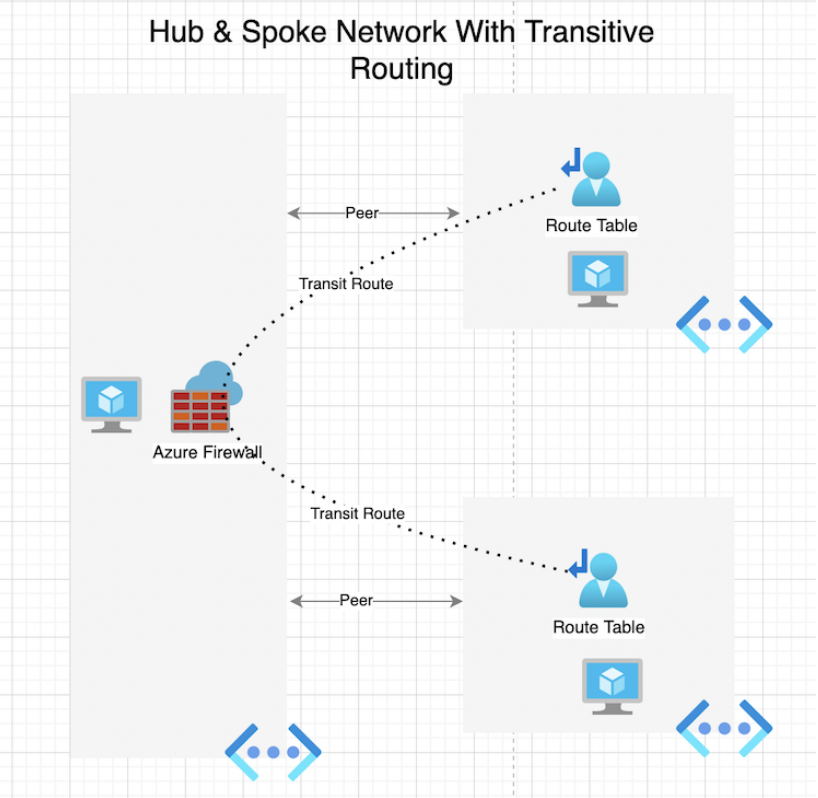 Hub & Spoke Network With Transitive
Routing
Peer
Route Table
Transit Route
Azure Firewall
Transit Route
Peer
Route Table